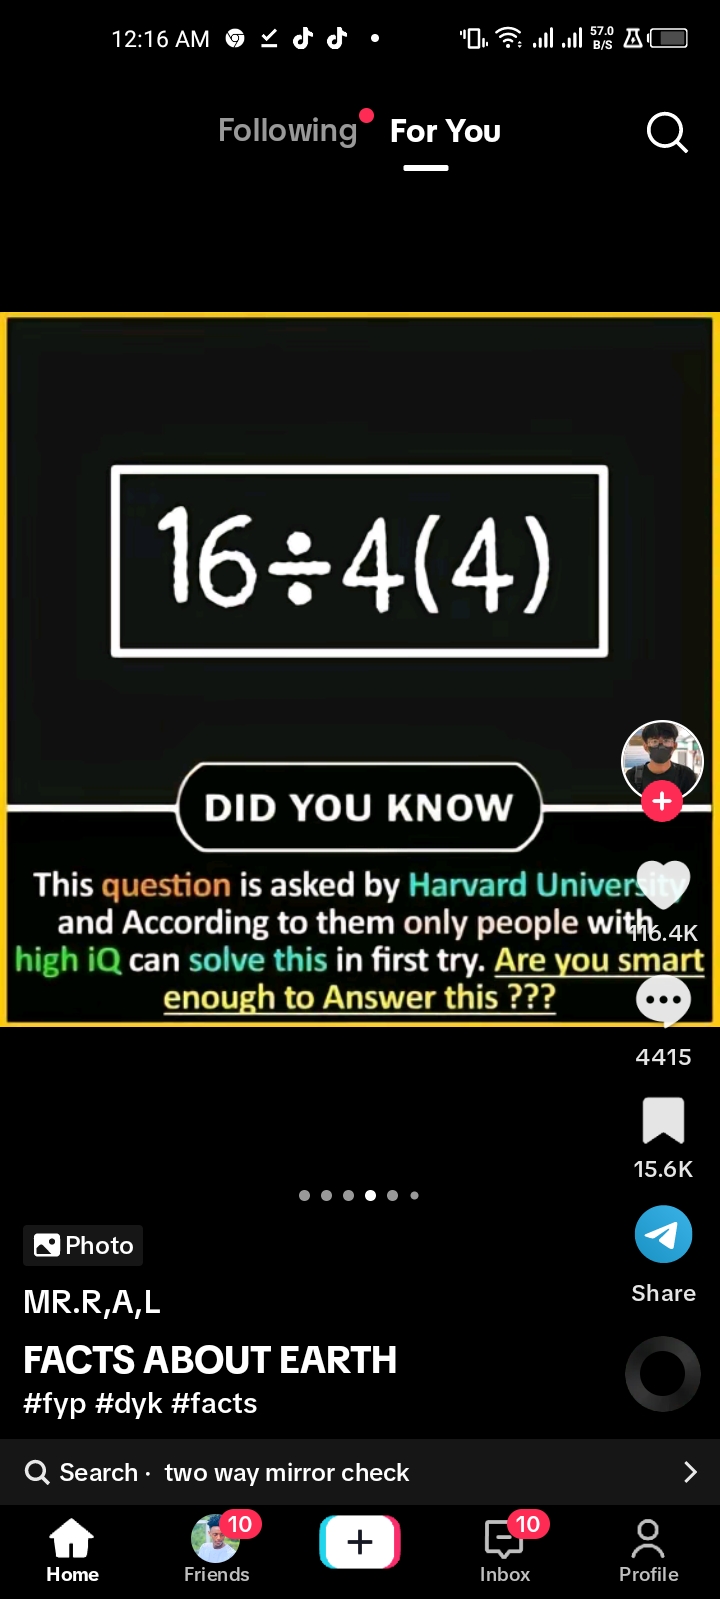 12:16 AM
57.0
B/S
Following
For You
16÷4(4)
DID YOU KNOW
This question is asked by Harvard University
and According to them only people with
high iQ can solve this in first try. Are you smart
enough to Answer this ???
116.4K
4415
15.6K
Share
Photo
MR.R,A,L
FACTS ABOUT EARTH
#fyp #dyk #facts
Search · two way mirror check
10
10
Home
Friends
Inbox
Profile